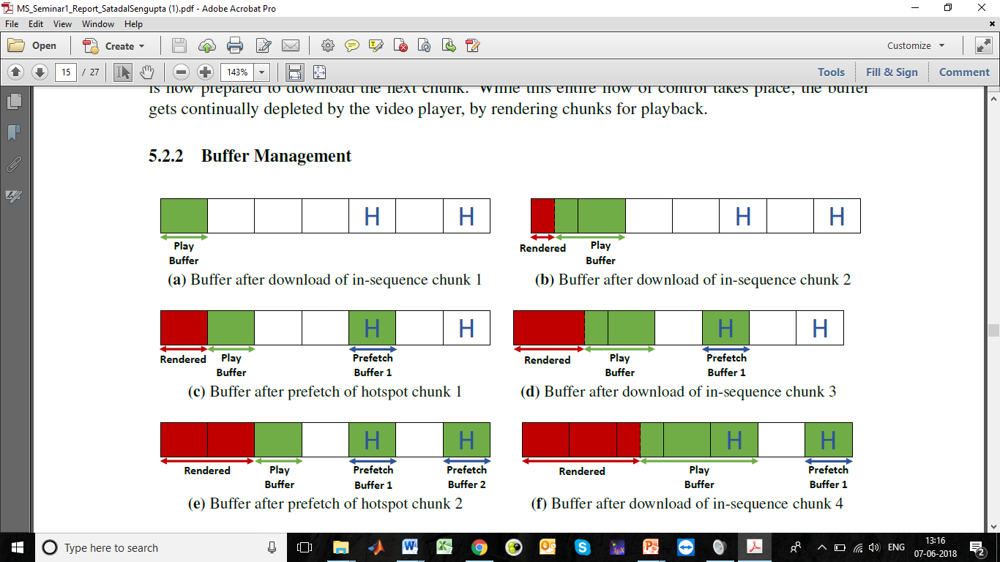 MS_Seminar1_Report_SatadalSengupta (1).pdf - Adobe Acrobat Pro
File Edit View Window Help
Open Create Customize
15 / 27 143% Tools Fill & Sign Comment
is now prepared to download the next chunk. While this entire flow of control takes place, the buffer
gets continually depleted by the video player, by rendering chunks for playback.
5.2.2 Buffer Management
H H
Play
Buffer
(a) Buffer after download of in-sequence chunk 1
H H
Rendered Play
Buffer
(b) Buffer after download of in-sequence chunk 2
H H
Rendered Play Prefetch
Buffer Buffer 1
(c) Buffer after prefetch of hotspot chunk 1
H H
Rendered Play Prefetch
Buffer Buffer 1
(d) Buffer after download of in-sequence chunk 3
H H
Rendered Play Prefetch Prefetch
Buffer Buffer 1 Buffer 2
(e) Buffer after prefetch of hotspot chunk 2
H H
Rendered Play Prefetch
Buffer Buffer 1
(f) Buffer after download of in-sequence chunk 4
Type here to search ENG 13:16
07-06-2018 2